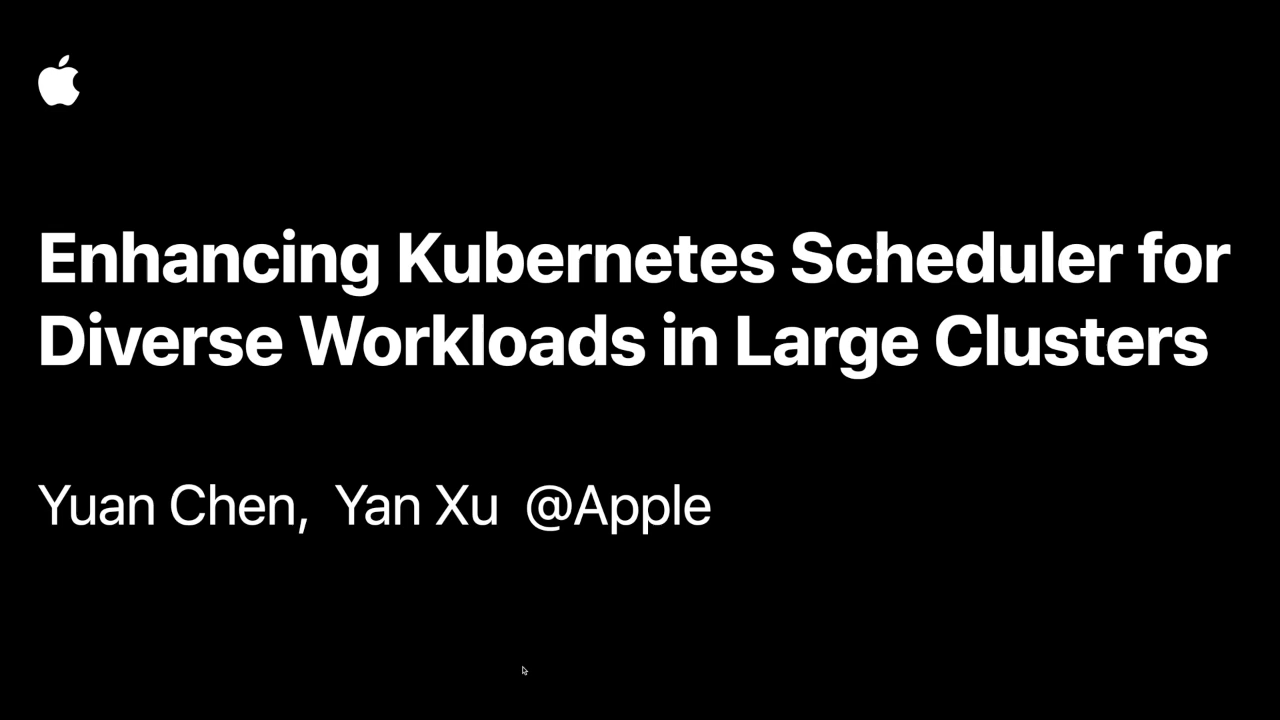 Enhancing Kubernetes Scheduler for
Diverse Workloads in Large Clusters
Yuan Chen, Yan Xu @Apple